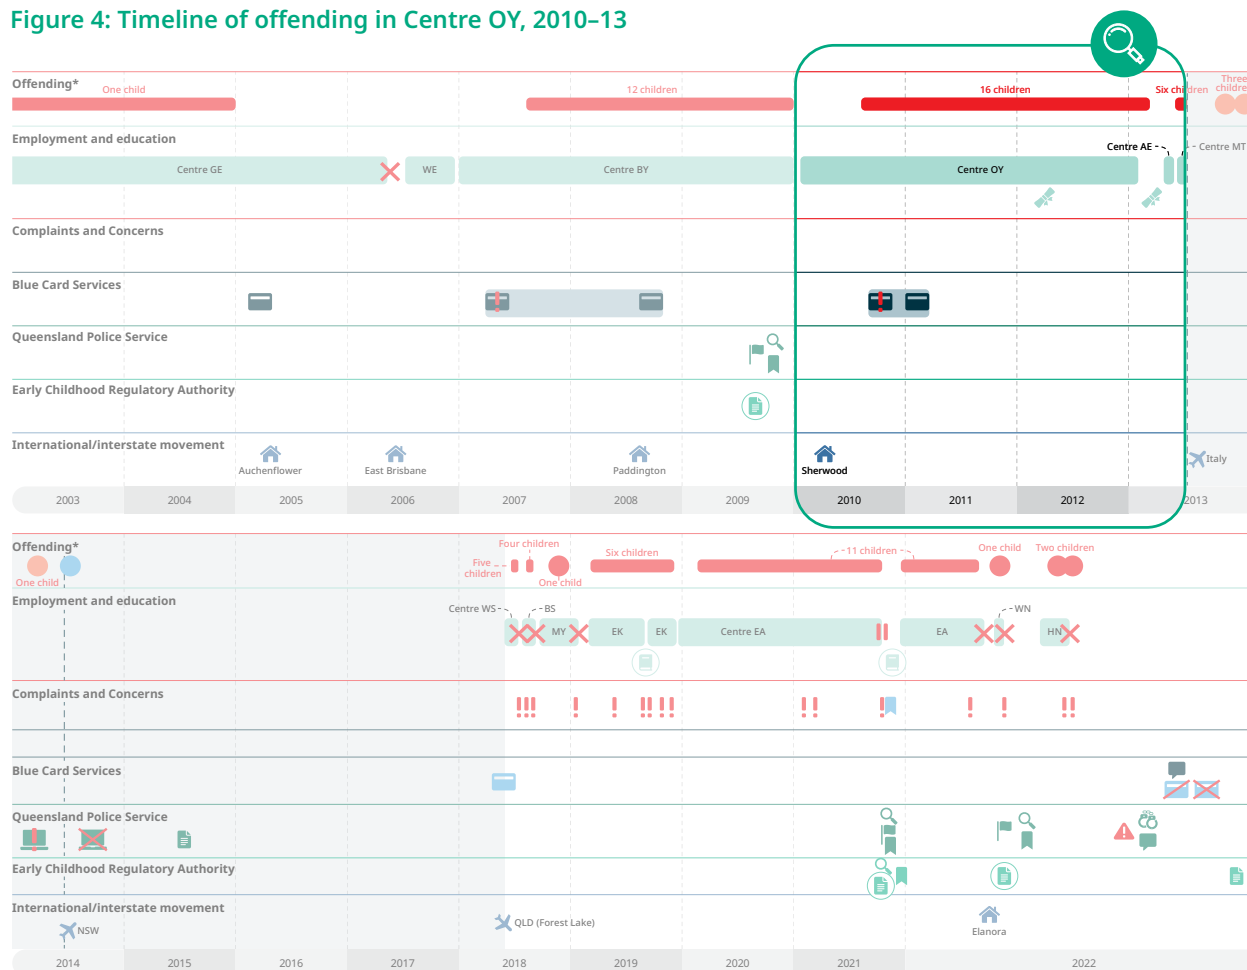 Figure 4: Timeline of offending in Centre OY, 2010–13
Offending*
One child
12 children
16 children
Six children
Three
children
Employment and education
Centre AE
Centre MT
Centre GE
WE
Centre BY
Centre OY
Complaints and Concerns
Blue Card Services
Queensland Police Service
Early Childhood Regulatory Authority
International/interstate movement
Auchenflower
East Brisbane
Paddington
Sherwood
Italy
2003
2004
2005
2006
2007
2008
2009
2010
2011
2012
2013
Offending*
One child
Five
children
Four children
One child
Six children
11 children
One child
Two children
Employment and education
Centre WS
BS
WN
MY
EK
EK
Centre EA
EA
HN
Complaints and Concerns
Blue Card Services
Queensland Police Service
Early Childhood Regulatory Authority
International/interstate movement
NSW
QLD (Forest Lake)
Elanora
2014
2015
2016
2017
2018
2019
2020
2021
2022